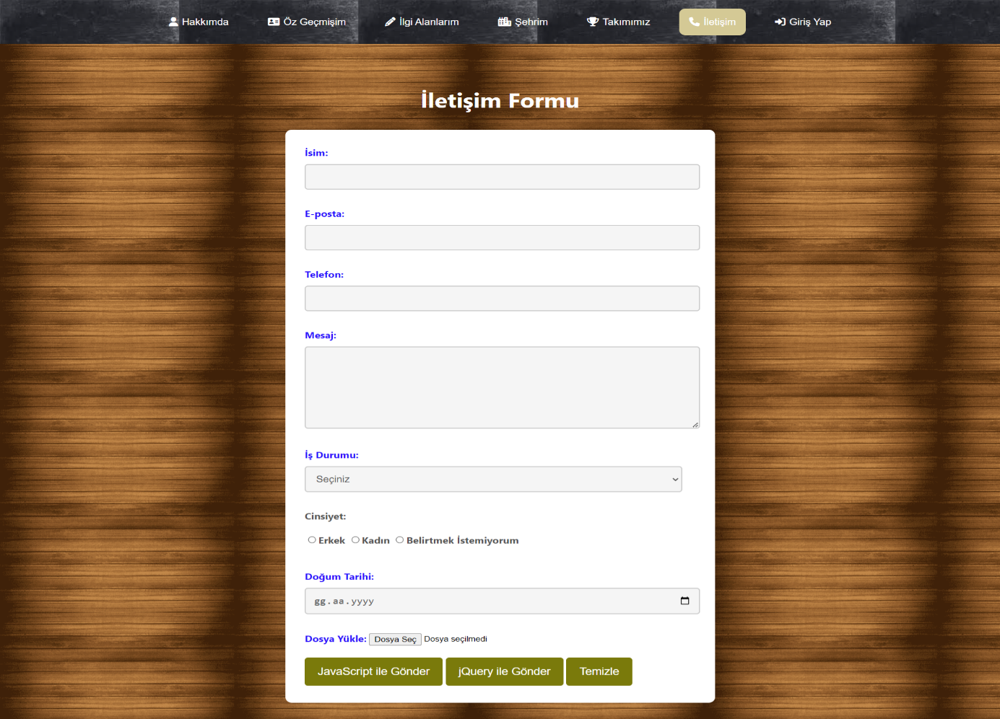 Hakkımda Öz Geçmişim İlgi Alanlarım Şehrim Takımımız İletişim Giriş Yap
İletişim Formu
İsim:
E-posta:
Telefon:
Mesaj:
İş Durumu:
Seçiniz
Cinsiyet:
Erkek Kadın Belirtmek İstemiyorum
Doğum Tarihi:
gg.aa.yyyy
Dosya Yükle: Dosya Seç Dosya seçilmedi
JavaScript ile Gönder jQuery ile Gönder Temizle